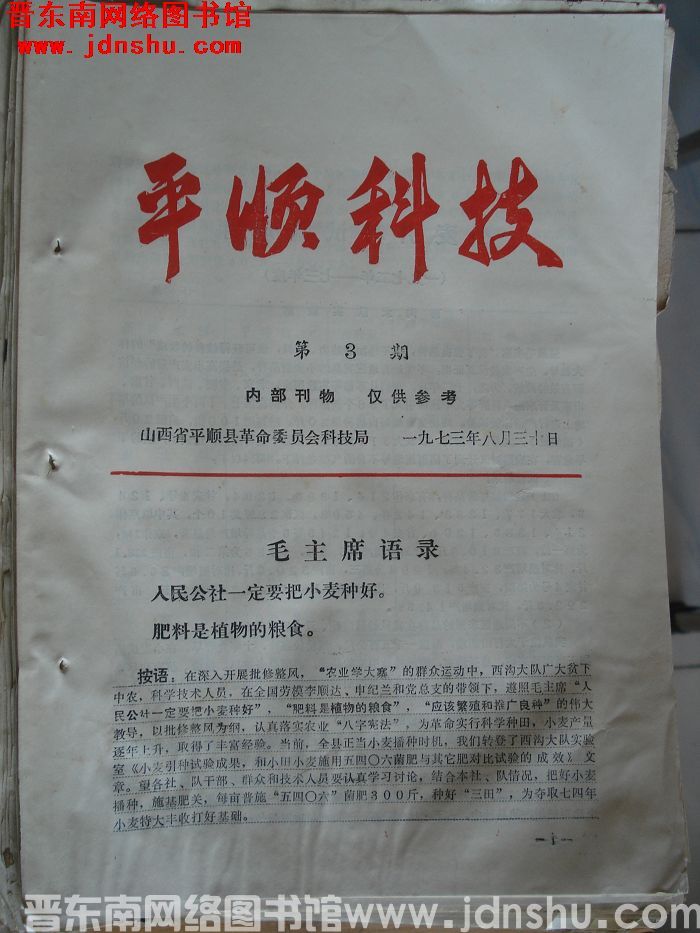 晋东南网络图书馆
www.jdnshu.com
平顺科技
第3期
内部刊物 仅供参考
山西省平顺县革命委员会科技局 一九七三年八月三十日
毛主席语录
人民公社一定要把小麦种好。
肥料是植物的粮食。
按语：在深入开展批修整风，“农业学大寨”的群众运动中，西沟大队广大贫下
中农，科学技术人员，在全国劳模李顺达、申纪兰和党总支的带领下，遵照毛主席“人
民公社一定要把小麦种好”，“肥料是植物的粮食”，“应该繁殖和推广良种”的伟大
教导，以批修整风为纲，认真落实农业“八字宪法”，为革命实行科学种田，小麦产量
逐年上升，取得了丰富经验。当前，全县正当小麦播种时机，我们转登了西沟大队实验
室《小麦引种试验成果，和小田小麦施用五四〇六菌肥与其它肥对比试验的成效》文
章。望各社、队干部、群众和技术人员要认真学习讨论，结合本社、队情况，把好小麦
播种，施基肥关，每亩普施“五四〇六”菌肥300斤，种好“三田”，为夺取七四年
小麦特大丰收打好基础。
—1—
晋东南网络图书馆www.jdnshu.com